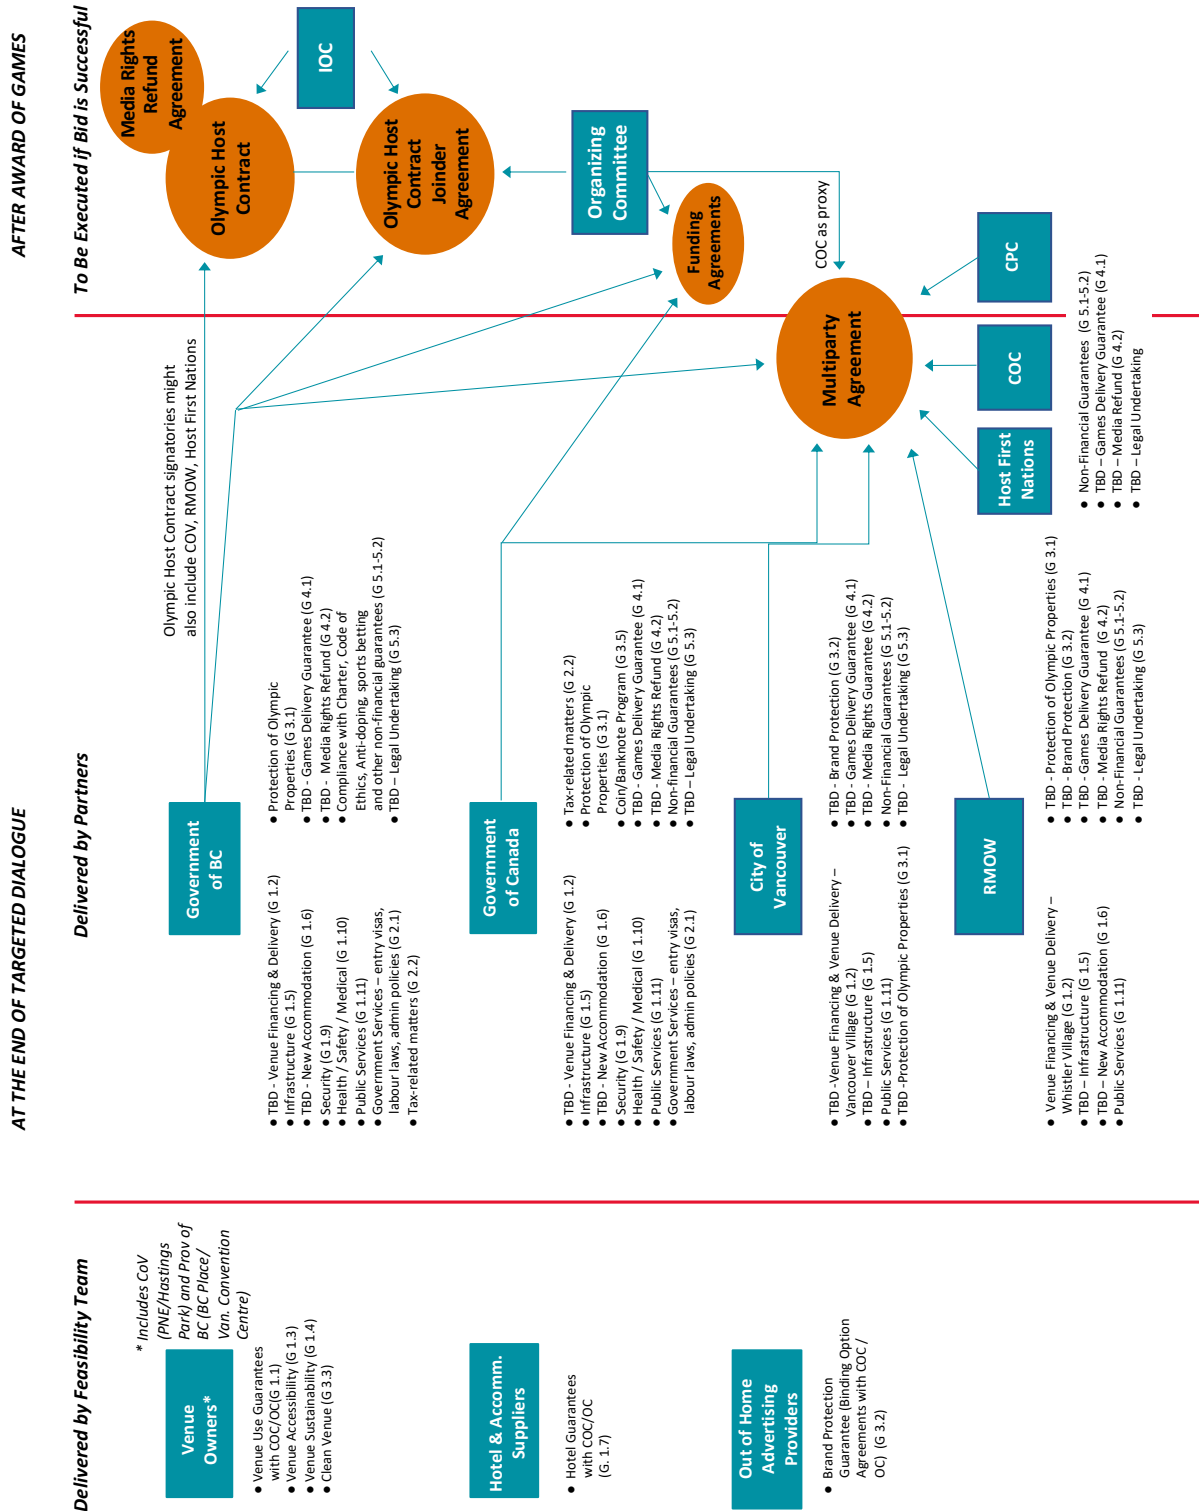 AT THE END OF TARGETED DIALOGUE
AFTER AWARD OF GAMES
Delivered by Feasibility Team
Delivered by Partners
To Be Executed if Bid is Successful
Venue
Owners*
* Includes CoV
(PNE/Hastings
Park) and Prov of
BC (BC Place/
Van. Convention
Centre)
● Venue Use Guarantees
with COC/OC(G 1.1)
● Venue Accessibility (G 1.3)
● Venue Sustainability (G 1.4)
● Clean Venue (G 3.3)
Hotel & Accomm.
Suppliers
● Hotel Guarantees
with COC/OC
(G. 1.7)
Out of Home
Advertising
Providers
● Brand Protection
Guarantee (Binding Option
Agreements with COC /
OC) (G 3.2)
Government
of BC
● TBD - Venue Financing & Delivery (G 1.2)
● Infrastructure (G 1.5)
● TBD - New Accommodation (G 1.6)
● Security (G 1.9)
● Health / Safety / Medical (G 1.10)
● Public Services (G 1.11)
● Government Services – entry visas,
labour laws, admin policies (G 2.1)
● Tax-related matters (G 2.2)
● Protection of Olympic
Properties (G 3.1)
● TBD - Games Delivery Guarantee (G 4.1)
● TBD - Media Rights Refund (G 4.2)
● Compliance with Charter, Code of
Ethics, Anti-doping, sports betting
and other non-financial guarantees (G 5.1-5.2)
● TBD – Legal Undertaking (G 5.3)
Government
of Canada
● TBD - Venue Financing & Delivery (G 1.2)
● Infrastructure (G 1.5)
● TBD - New Accommodation (G 1.6)
● Security (G 1.9)
● Health / Safety / Medical (G 1.10)
● Public Services (G 1.11)
● Government Services – entry visas,
labour laws, admin policies (G 2.1)
● Tax-related matters (G 2.2)
● Protection of Olympic
Properties (G 3.1)
● Coin/Banknote Program (G 3.5)
● TBD - Games Delivery Guarantee (G 4.1)
● TBD - Media Rights Refund (G 4.2)
● Non-financial Guarantees (G 5.1-5.2)
● TBD – Legal Undertaking (G 5.3)
City of
Vancouver
● TBD -Venue Financing & Venue Delivery –
Vancouver Village (G 1.2)
● TBD – Infrastructure (G 1.5)
● Public Services (G 1.11)
● TBD -Protection of Olympic Properties (G 3.1)
● TBD - Brand Protection (G 3.2)
● TBD - Games Delivery Guarantee (G 4.1)
● TBD - Media Rights Guarantee (G 4.2)
● Non-Financial Guarantees (G 5.1-5.2)
● TBD - Legal Undertaking (G 5.3)
RMOW
● Venue Financing & Venue Delivery –
Whistler Village (G 1.2)
● TBD – Infrastructure (G 1.5)
● TBD – New Accommodation (G 1.6)
● Public Services (G 1.11)
● TBD - Protection of Olympic Properties (G 3.1)
● TBD - Brand Protection (G 3.2)
● TBD - Games Delivery Guarantee (G 4.1)
● TBD - Media Rights Refund (G 4.2)
● Non-Financial Guarantees (G 5.1-5.2)
● TBD - Legal Undertaking (G 5.3)
Olympic Host Contract signatories might
also include COV, RMOW, Host First Nations
Media Rights
Refund
Agreement
Olympic Host
Contract
IOC
Olympic Host
Contract
Joinder
Agreement
Organizing
Committee
Funding
Agreements
COC as proxy
Multiparty
Agreement
Host First
Nations
COC
CPC
● Non-Financial Guarantees (G 5.1-5.2)
● TBD – Games Delivery Guarantee (G 4.1)
● TBD – Media Refund (G 4.2)
● TBD – Legal Undertaking